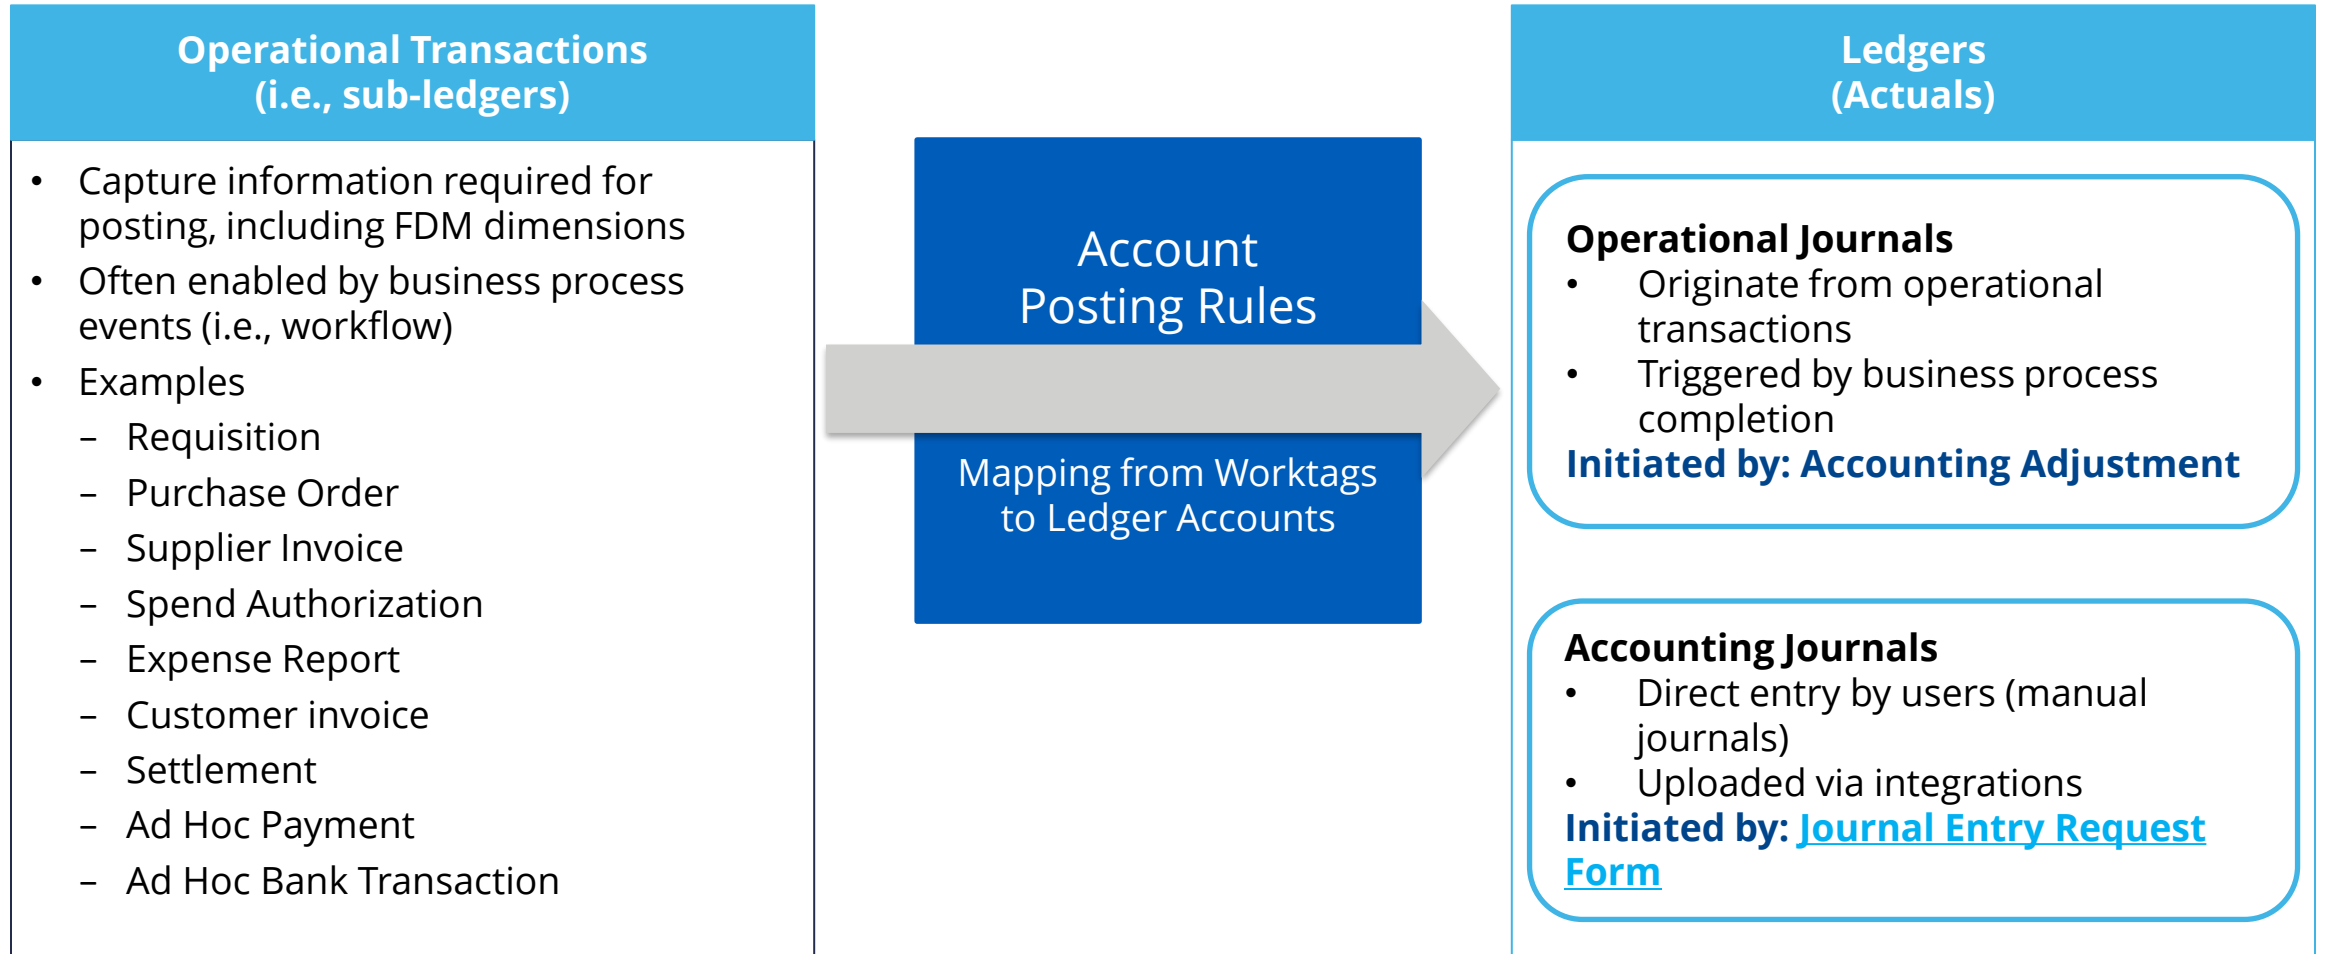 Operational Transactions
(i.e., sub-ledgers)
• Capture information required for
posting, including FDM dimensions
• Often enabled by business process
events (i.e., workflow)
• Examples
– Requisition
– Purchase Order
– Supplier Invoice
– Spend Authorization
– Expense Report
– Customer invoice
– Settlement
– Ad Hoc Payment
– Ad Hoc Bank Transaction
Account
Posting Rules
Mapping from Worktags
to Ledger Accounts
Ledgers
(Actuals)
Operational Journals
• Originate from operational
transactions
• Triggered by business process
completion
Initiated by: Accounting Adjustment
Accounting Journals
• Direct entry by users (manual
journals)
• Uploaded via integrations
Initiated by: Journal Entry Request
Form